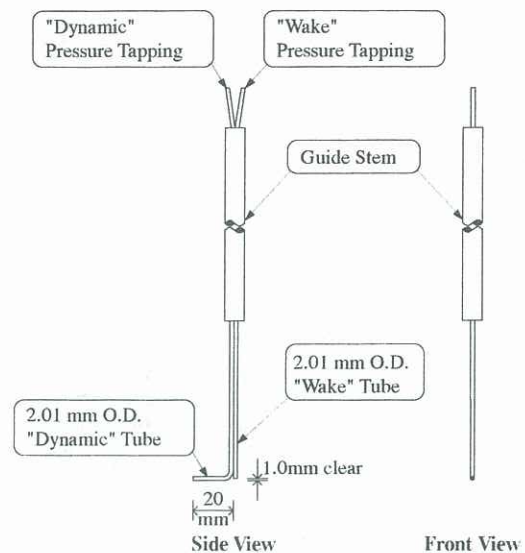 "Dynamic"
Pressure Tapping
"Wake"
Pressure Tapping
Guide Stem
2.01 mm O.D.
"Wake" Tube
2.01 mm O.D.
"Dynamic" Tube
1.0mm clear
20
mm
Side View
Front View